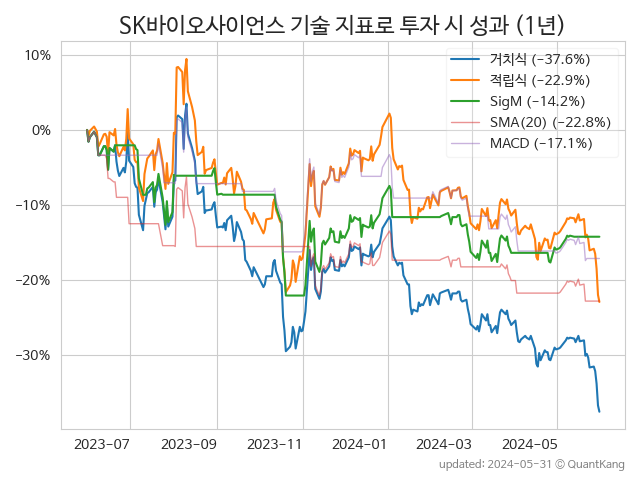 SK바이오사이언스 기술 지표로 투자 시 성과 (1년)
10%
0%
−10%
−20%
−30%
거치식 (−37.6%)
적립식 (−22.9%)
SigM (−14.2%)
SMA(20) (−22.8%)
MACD (−17.1%)
2023-07 2023-09 2023-11 2024-01 2024-03 2024-05
updated: 2024-05-31 © QuantKang